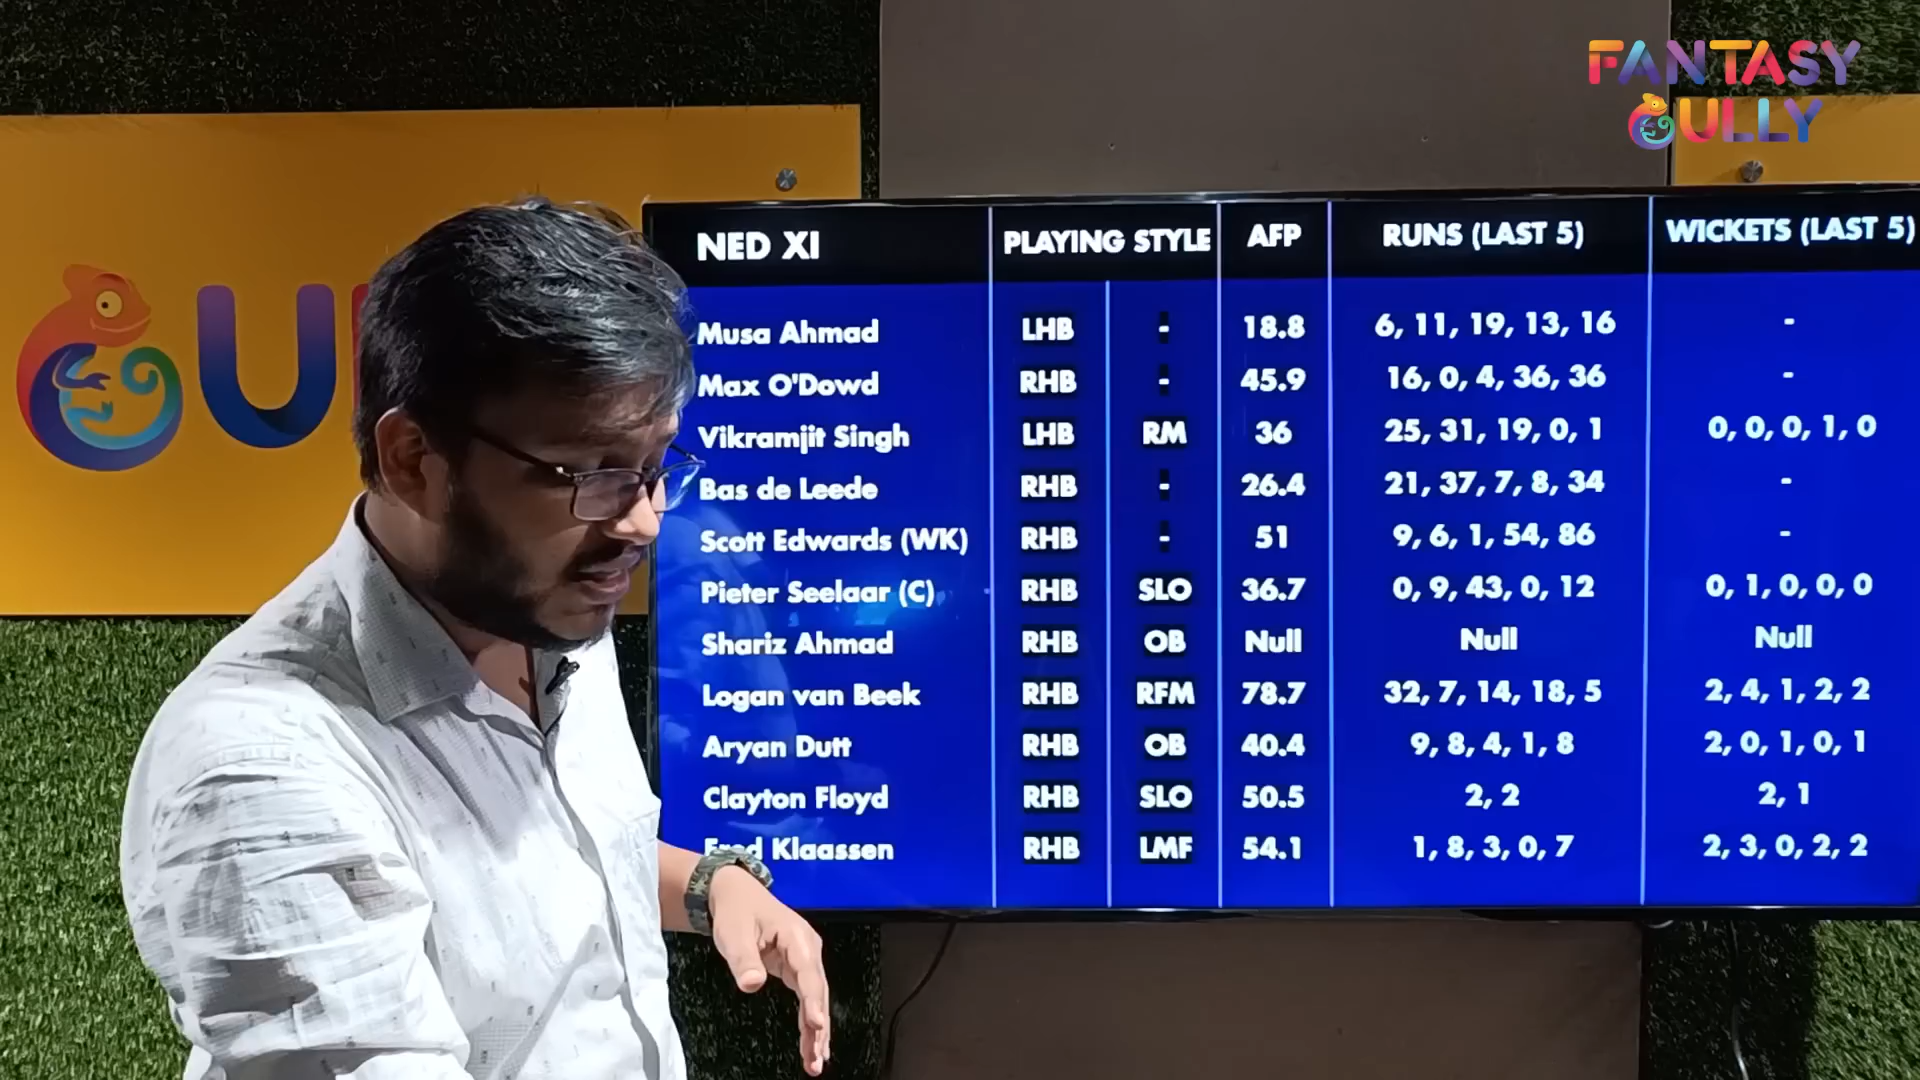 FANTASY
GULLY
U
NED XI PLAYING STYLE AFP RUNS (LAST 5) WICKETS (LAST 5)
Musa Ahmad LHB - 18.8 6, 11, 19, 13, 16 -
Max O'Dowd RHB - 45.9 16, 0, 4, 36, 36 -
Vikramjit Singh LHB RM 36 25, 31, 19, 0, 1 0, 0, 0, 1, 0
Bas de Leede RHB - 26.4 21, 37, 7, 8, 34 -
Scott Edwards (WK) RHB - 51 9, 6, 1, 54, 86 -
Pieter Seelaar (C) RHB SLO 36.7 0, 9, 43, 0, 12 0, 1, 0, 0, 0
Shariz Ahmad RHB OB Null Null Null
Logan van Beek RHB RFM 78.7 32, 7, 14, 18, 5 2, 4, 1, 2, 2
Aryan Dutt RHB OB 40.4 9, 8, 4, 1, 8 2, 0, 1, 0, 1
Clayton Floyd RHB SLO 50.5 2, 2 2, 1
Fred Klaassen RHB LMF 54.1 1, 8, 3, 0, 7 2, 3, 0, 2, 2